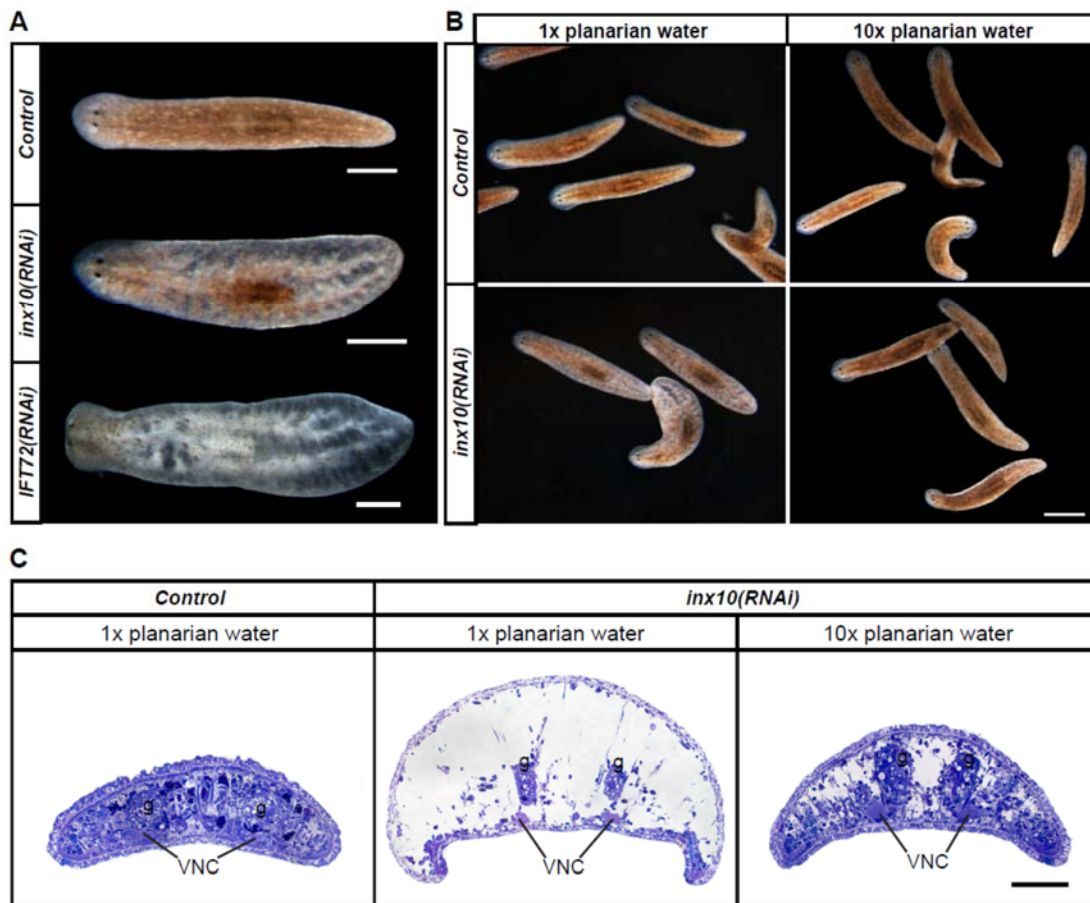 A
Control
inx10(RNAi)
IFT72(RNAi)
B
1x planarian water
10x planarian water
Control
inx10(RNAi)
C
Control
inx10(RNAi)
1x planarian water
1x planarian water
10x planarian water
g
g
VNC
g
g
VNC
g
g
VNC